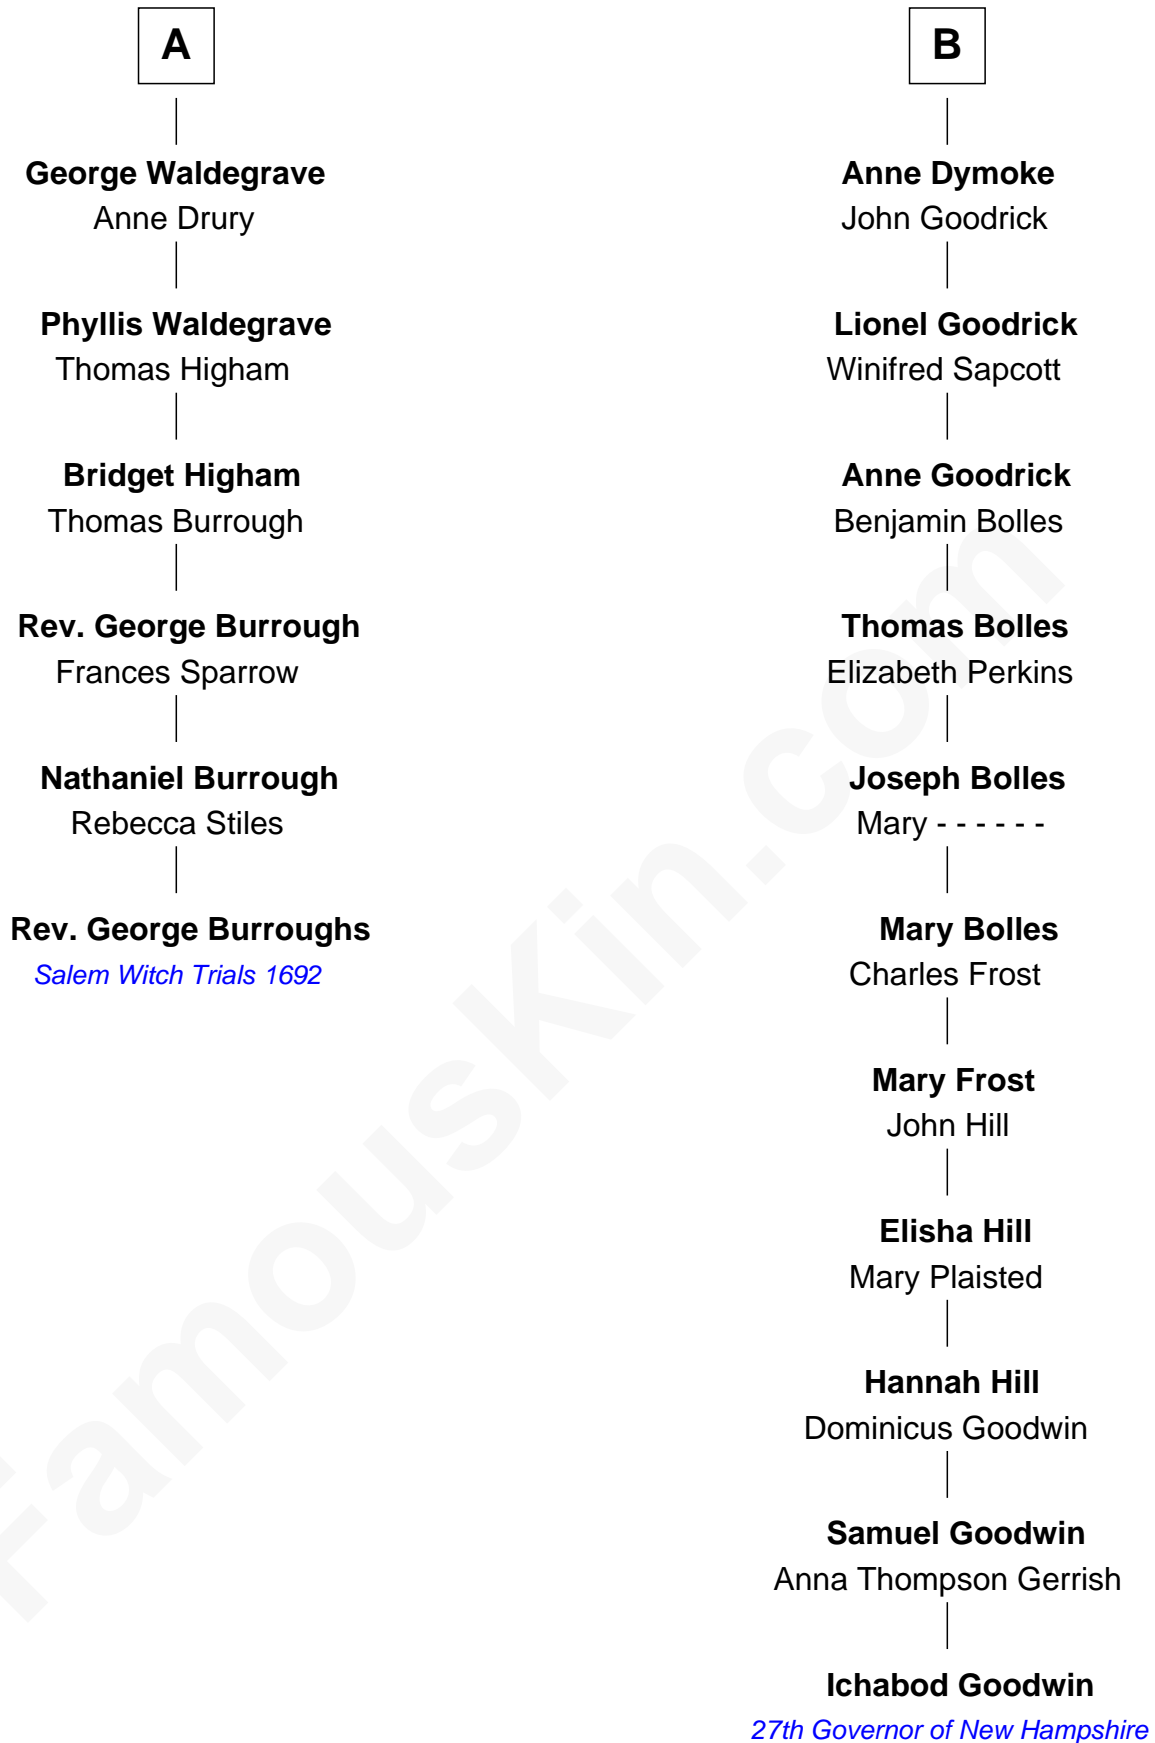 A
George Waldegrave
Anne Drury
Phyllis Waldegrave
Thomas Higham
Bridget Higham
Thomas Burrough
Rev. George Burrough
Frances Sparrow
Nathaniel Burrough
Rebecca Stiles
Rev. George Burroughs
Salem Witch Trials 1692
B
Anne Dymoke
John Goodrick
Lionel Goodrick
Winifred Sapcott
Anne Goodrick
Benjamin Bolles
Thomas Bolles
Elizabeth Perkins
Joseph Bolles
Mary - - - - - -
Mary Bolles
Charles Frost
Mary Frost
John Hill
Elisha Hill
Mary Plaisted
Hannah Hill
Dominicus Goodwin
Samuel Goodwin
Anna Thompson Gerrish
Ichabod Goodwin
27th Governor of New Hampshire
FamousKin.com